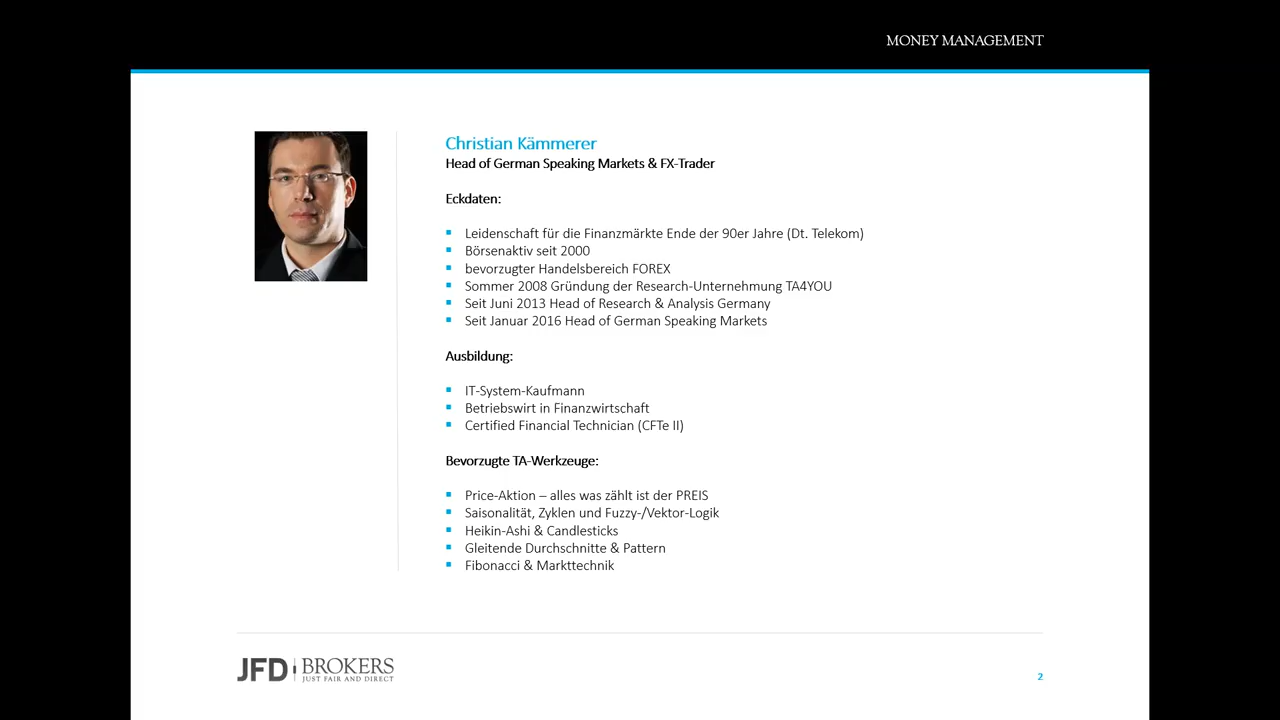 MONEY MANAGEMENT
Christian Kämmerer
Head of German Speaking Markets & FX-Trader
Eckdaten:
▪ Leidenschaft für die Finanzmärkte Ende der 90er Jahre (Dt. Telekom)
▪ Börsenaktiv seit 2000
▪ bevorzugter Handelsbereich FOREX
▪ Sommer 2008 Gründung der Research-Unternehmung TA4YOU
▪ Seit Juni 2013 Head of Research & Analysis Germany
▪ Seit Januar 2016 Head of German Speaking Markets
Ausbildung:
▪ IT-System-Kaufmann
▪ Betriebswirt in Finanzwirtschaft
▪ Certified Financial Technician (CFTe II)
Bevorzugte TA-Werkzeuge:
▪ Price-Aktion – alles was zählt ist der PREIS
▪ Saisonalität, Zyklen und Fuzzy-/Vektor-Logik
▪ Heikin-Ashi & Candlesticks
▪ Gleitende Durchschnitte & Pattern
▪ Fibonacci & Markttechnik
JFD BROKERS
JUST FAIR AND DIRECT
2